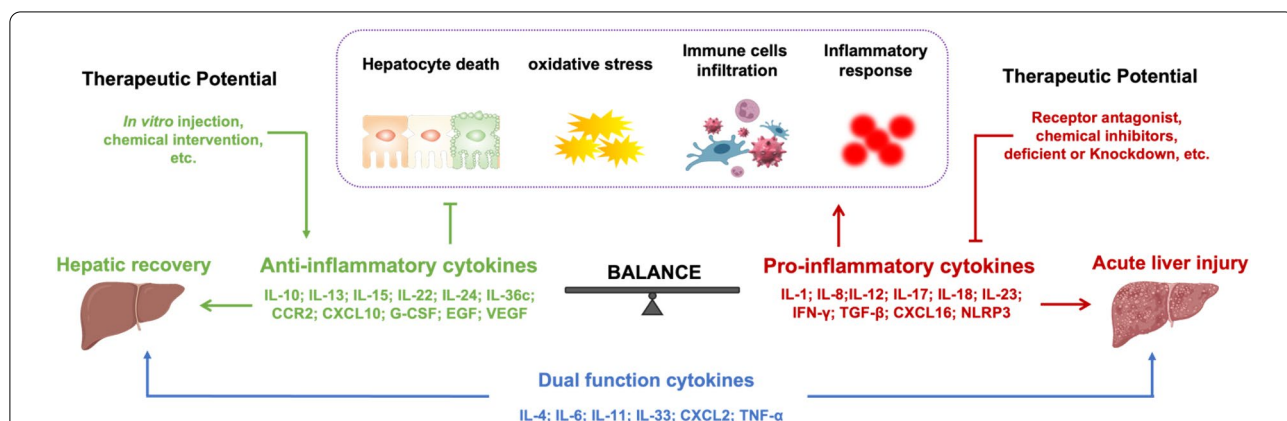 Therapeutic Potential
In vitro injection,
chemical intervention,
etc.
Hepatocyte death
oxidative stress
Immune cells
infiltration
Inflammatory
response
Therapeutic Potential
Receptor antagonist,
chemical inhibitors,
deficient or Knockdown, etc.
Hepatic recovery
Anti-inflammatory cytokines
IL-10; IL-13; IL-15; IL-22; IL-24; IL-36c;
CCR2; CXCL10; G-CSF; EGF; VEGF
BALANCE
Pro-inflammatory cytokines
IL-1; IL-8;IL-12; IL-17; IL-18; IL-23;
IFN-γ; TGF-β; CXCL16; NLRP3
Acute liver injury
Dual function cytokines
IL-4; IL-6; IL-11; IL-33; CXCL2; TNF-α